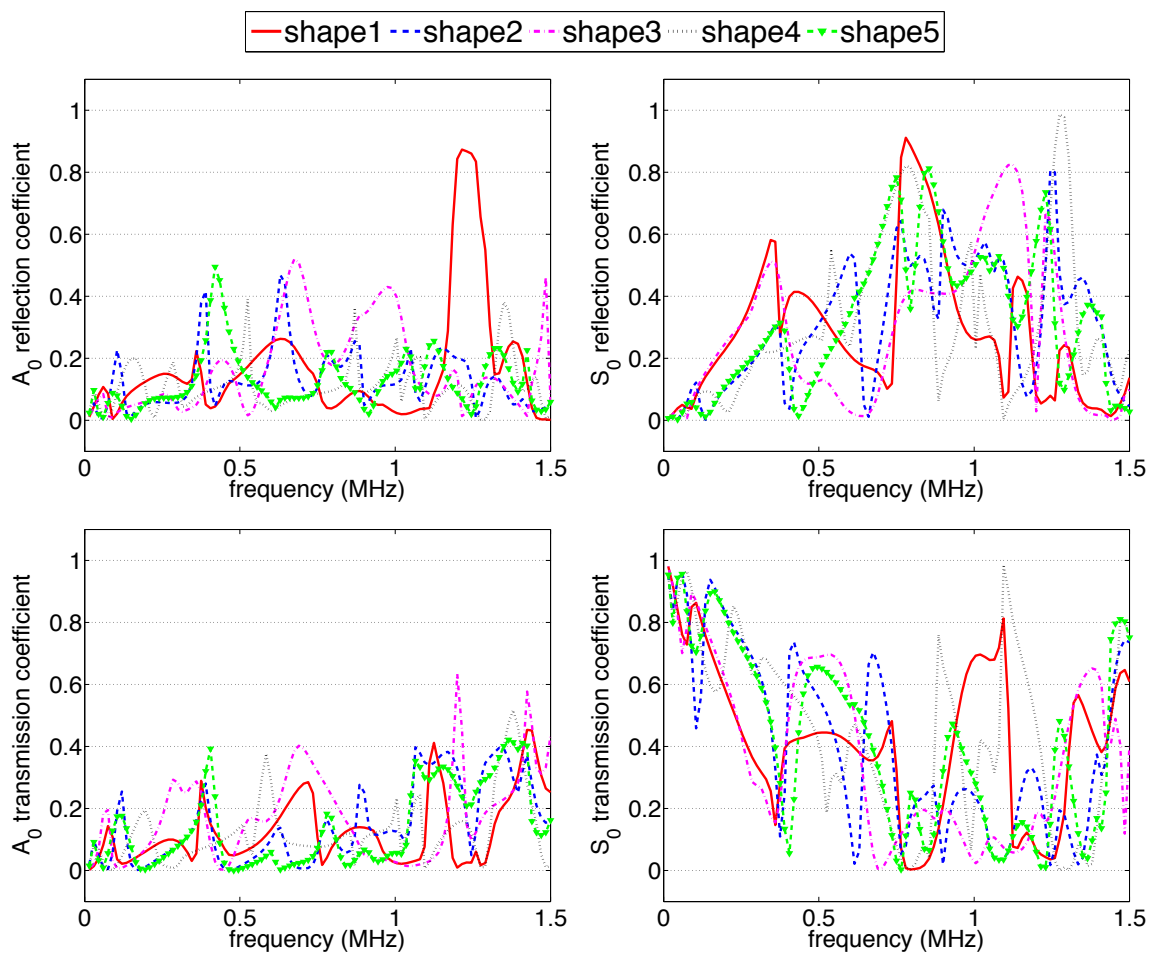 shape1 shape2 shape3 shape4 shape5
A0 reflection coefficient
1
0.8
0.6
0.4
0.2
0
0 0.5 1 1.5
frequency (MHz)
S0 reflection coefficient
1
0.8
0.6
0.4
0.2
0
0 0.5 1 1.5
frequency (MHz)
A0 transmission coefficient
1
0.8
0.6
0.4
0.2
0
0 0.5 1 1.5
frequency (MHz)
S0 transmission coefficient
1
0.8
0.6
0.4
0.2
0
0 0.5 1 1.5
frequency (MHz)